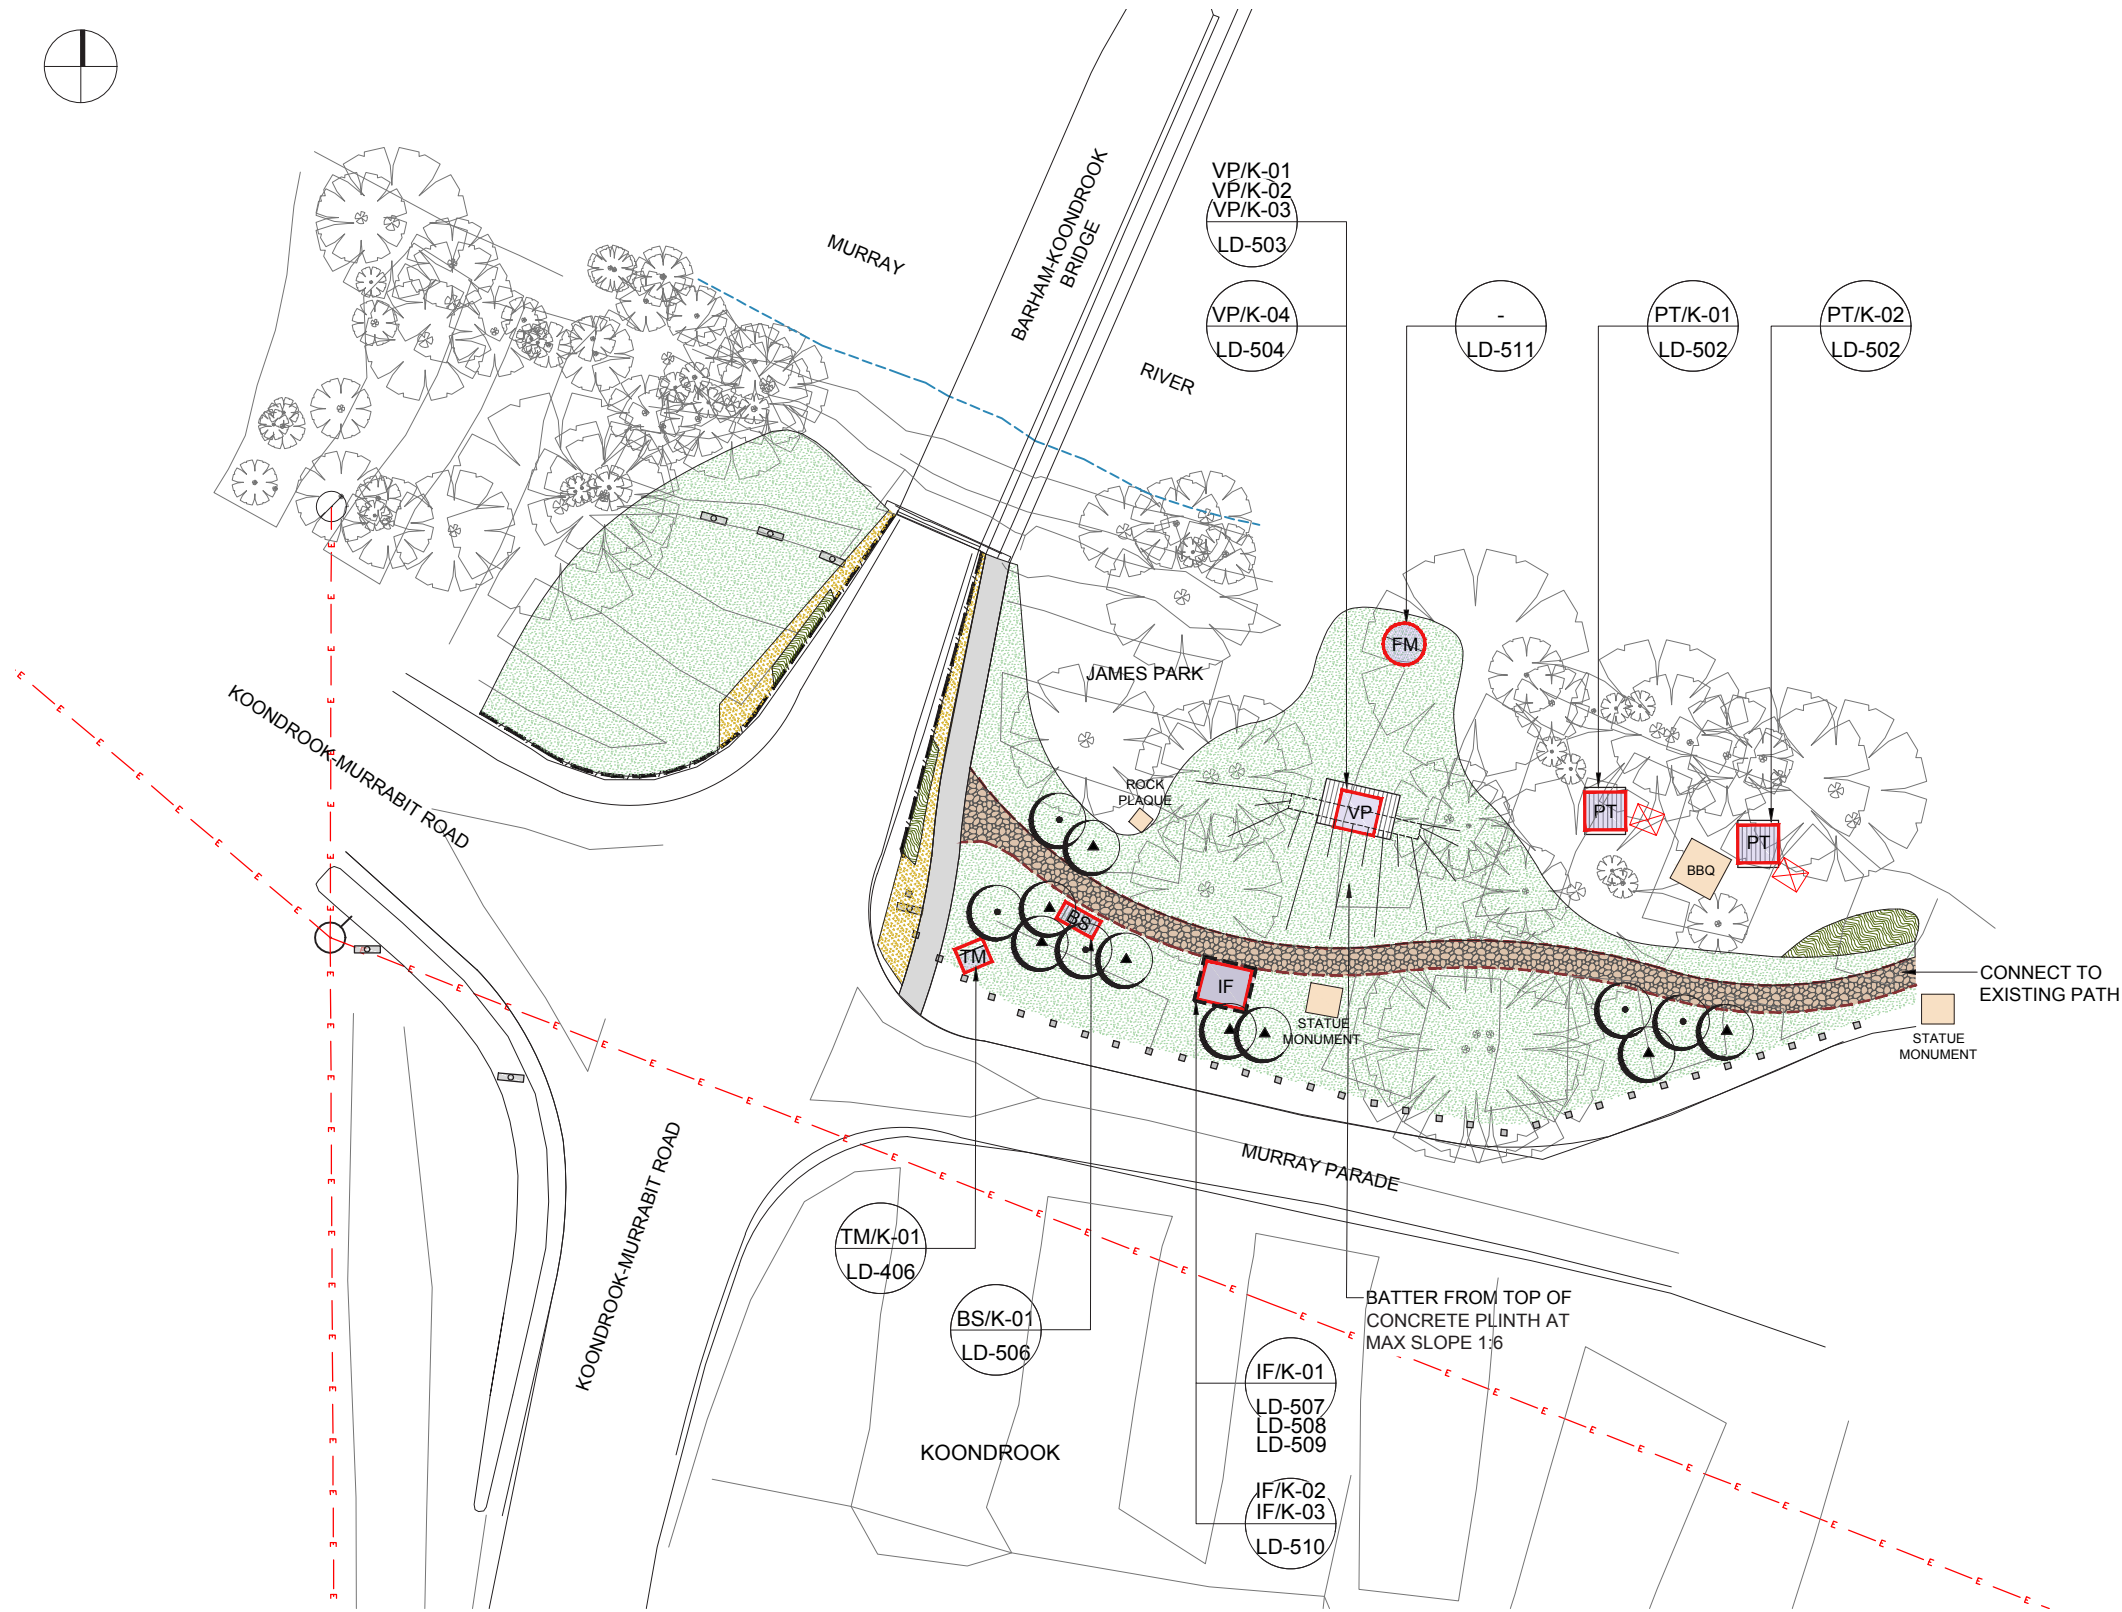 VP/K-01
VP/K-02
VP/K-03
LD-503
VP/K-04
LD-504
-
LD-511
PT/K-01
LD-502
PT/K-02
LD-502
MURRAY
BARHAM-KOONDROOK
BRIDGE
RIVER
JAMES PARK
FM
ROCK
PLAQUE
VP
PT
PT
BBQ
KOONDROOK-MURRABIT ROAD
BS
TM
IF
STATUE
MONUMENT
CONNECT TO
EXISTING PATH
STATUE
MONUMENT
MURRAY PARADE
KOONDROOK-MURRABIT ROAD
TM/K-01
LD-406
BS/K-01
LD-506
BATTER FROM TOP OF
CONCRETE PLINTH AT
MAX SLOPE 1:6
IF/K-01
LD-507
LD-508
LD-509
IF/K-02
IF/K-03
LD-510
KOONDROOK